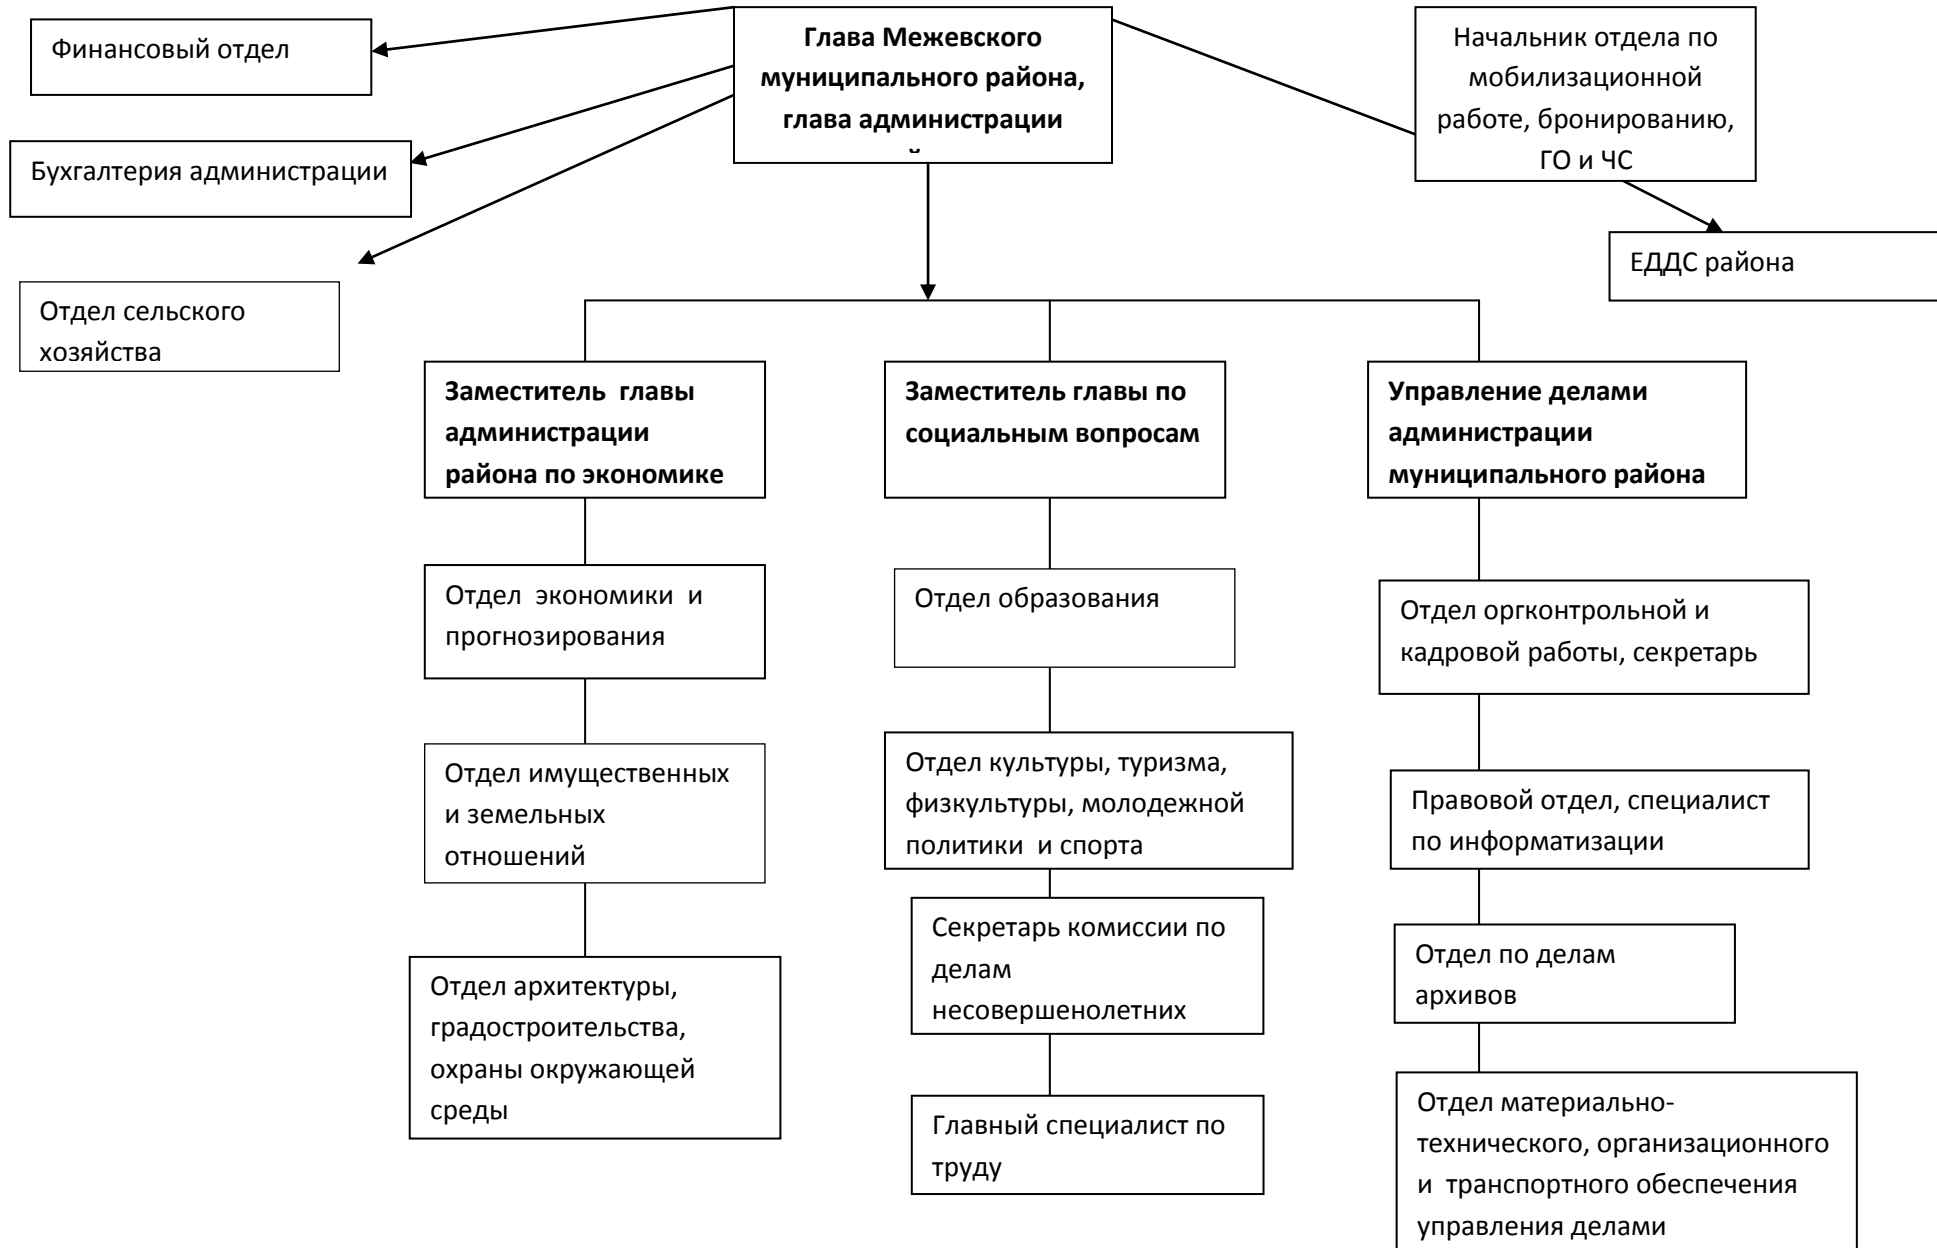 Финансовый отдел
Глава Межевского
муниципального района,
глава администрации
Начальник отдела по
мобилизационной
работе, бронированию,
ГО и ЧС
Бухгалтерия администрации
ЕДДС района
Отдел сельского
хозяйства
Заместитель главы
администрации
района по экономике
Заместитель главы по
социальным вопросам
Управление делами
администрации
муниципального района
Отдел экономики и
прогнозирования
Отдел образования
Отдел оргконтрольной и
кадровой работы, секретарь
Отдел имущественных
и земельных
отношений
Отдел культуры, туризма,
физкультуры, молодежной
политики и спорта
Правовой отдел, специалист
по информатизации
Секретарь комиссии по
делам
несовершенолетних
Отдел по делам
архивов
Отдел архитектуры,
градостроительства,
охраны окружающей
среды
Главный специалист по
труду
Отдел материально-
технического, организационного
и транспортного обеспечения
управления делами